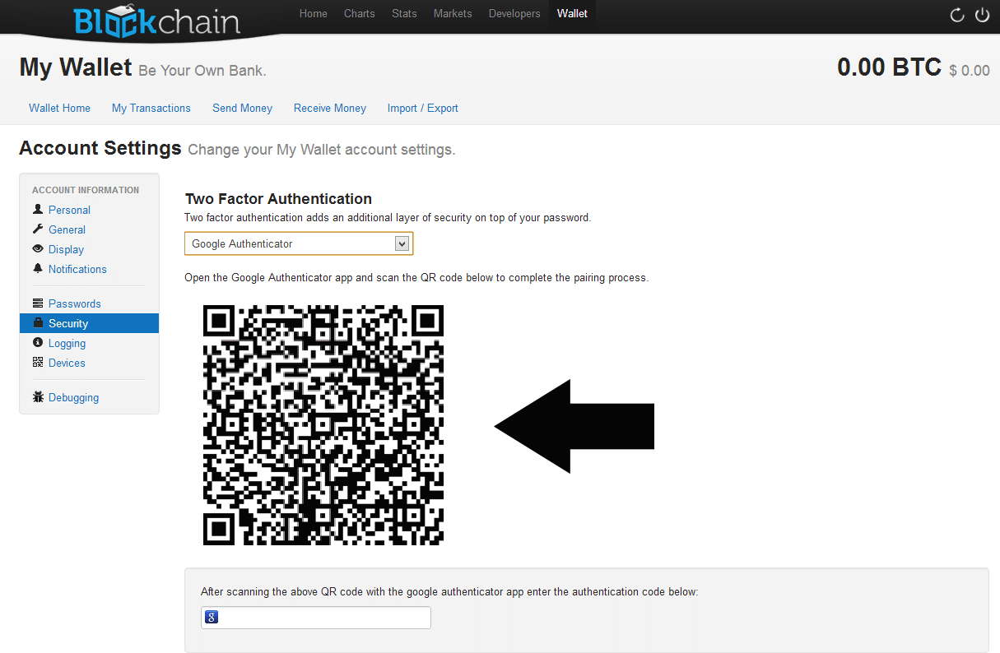 Blockchain
Home Charts Stats Markets Developers Wallet
My Wallet Be Your Own Bank.
0.00 BTC $ 0.00
Wallet Home My Transactions Send Money Receive Money Import / Export
Account Settings Change your My Wallet account settings.
ACCOUNT INFORMATION
Personal
General
Display
Notifications
Passwords
Security
Logging
Devices
Debugging
Two Factor Authentication
Two factor authentication adds an additional layer of security on top of your password.
Google Authenticator
Open the Google Authenticator app and scan the QR code below to complete the pairing process.
After scanning the above QR code with the google authenticator app enter the authentication code below:
g